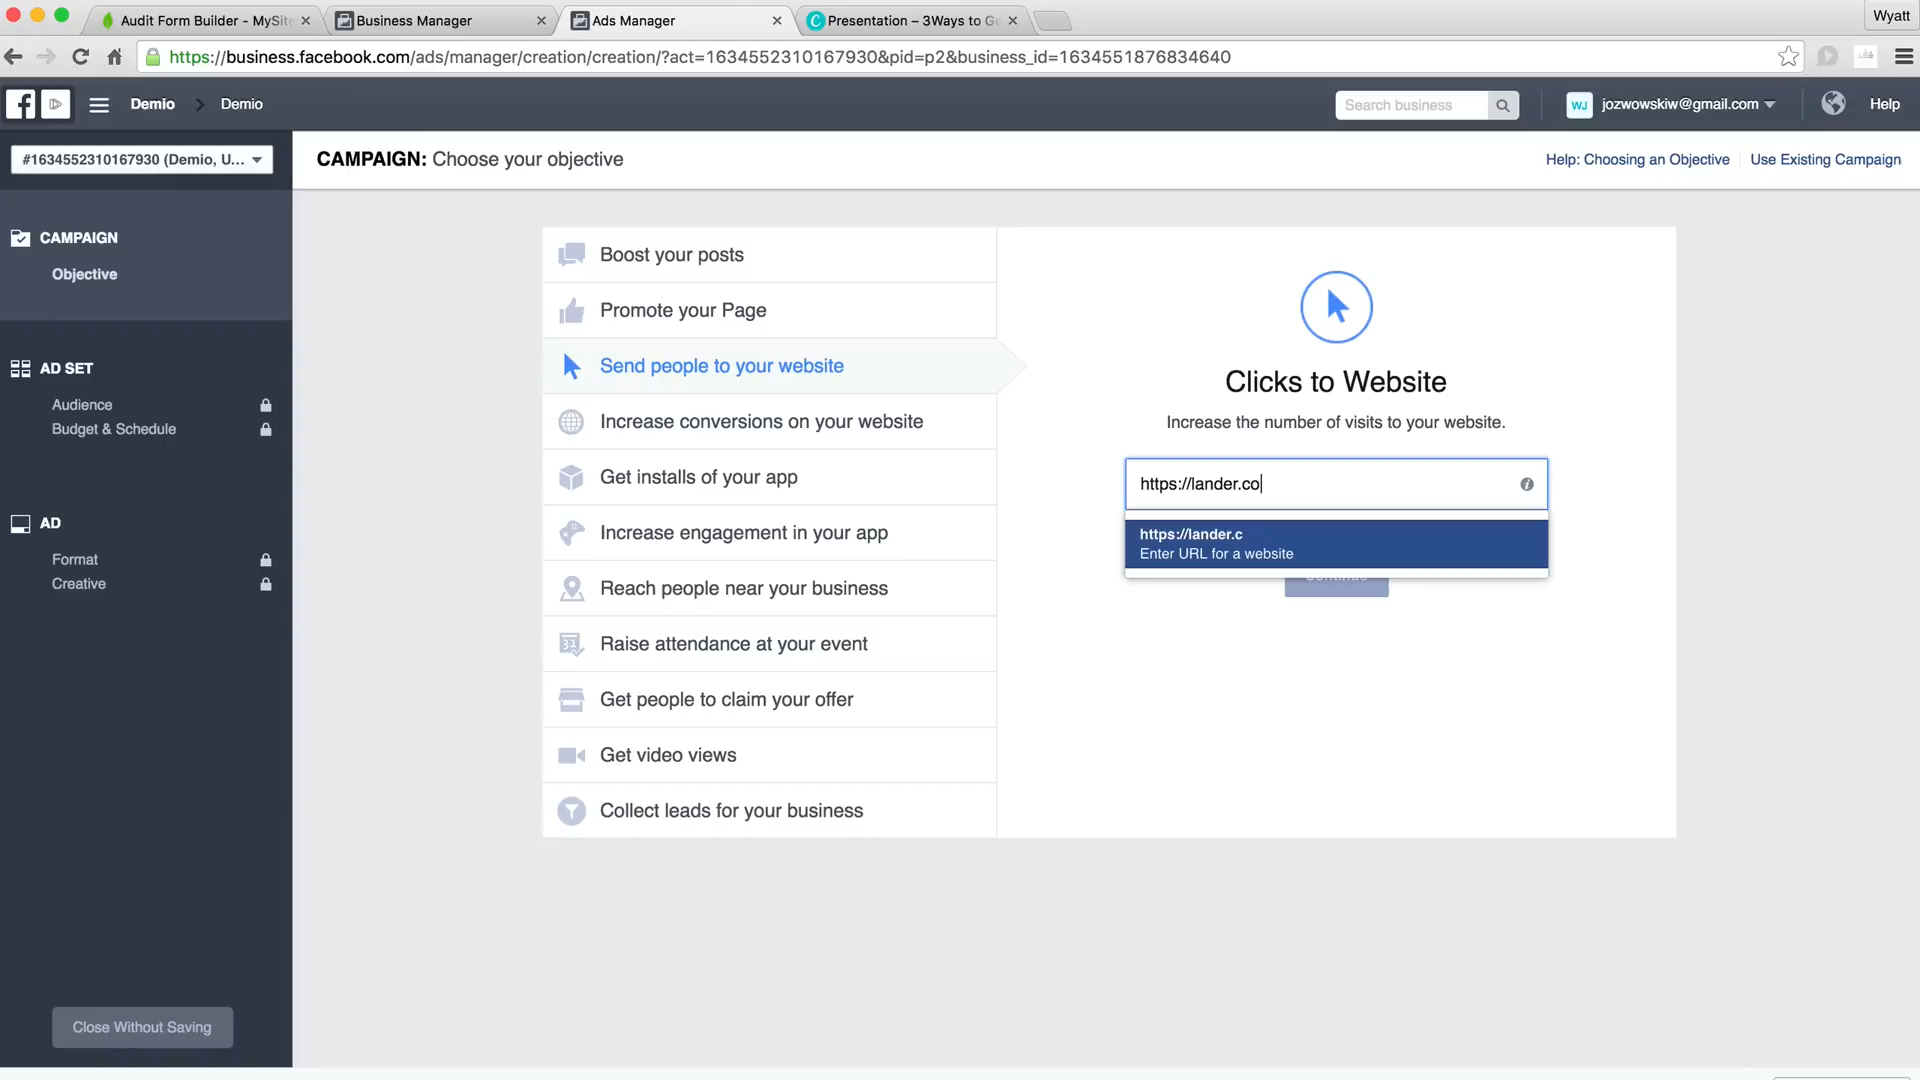 Audit Form Builder - MySite
Business Manager
Ads Manager
Presentation – 3Ways to Ge
Wyatt
https://business.facebook.com/ads/manager/creation/creation/?act=1634552310167930&pid=p2&business_id=1634551876834640
Demio
Demio
Search business
WJ
jozwowskiw@gmail.com
Help
#1634552310167930 (Demio, U...
CAMPAIGN: Choose your objective
Help: Choosing an Objective
Use Existing Campaign
CAMPAIGN
Objective
AD SET
Audience
Budget & Schedule
AD
Format
Creative
Close Without Saving
Boost your posts
Promote your Page
Send people to your website
Increase conversions on your website
Get installs of your app
Increase engagement in your app
Reach people near your business
31
Raise attendance at your event
Get people to claim your offer
Get video views
Collect leads for your business
Clicks to Website
Increase the number of visits to your website.
https://lander.co
https://lander.c
Enter URL for a website
Continue